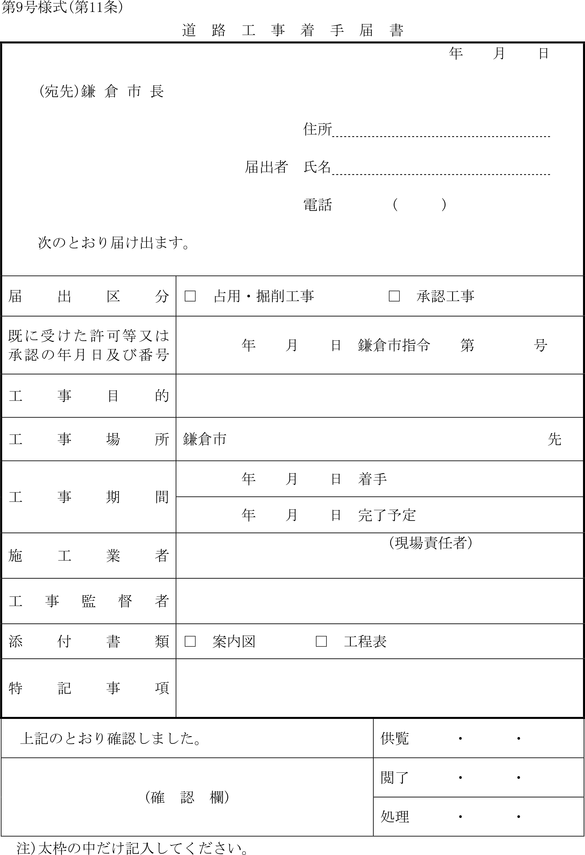 第9号様式(第11条)
道路工事着手届書
年　月　日
(宛先)鎌倉市長
住所
届出者　氏名
電話　　(　　)
次のとおり届け出ます。
届出区分　□　占用・掘削工事　□　承認工事
既に受けた許可等又は
承認の年月日及び番号
年　月　日　鎌倉市指令　第　　号
工事目的
工事場所　鎌倉市　　先
工事期間
年　月　日　着手
年　月　日　完了予定
施工業者　(現場責任者)
工事監督者
添付書類　□　案内図　□　工程表
特記事項
上記のとおり確認しました。
(確認欄)
供覧　・　・
閲了　・　・
処理　・　・
注)太枠の中だけ記入してください。